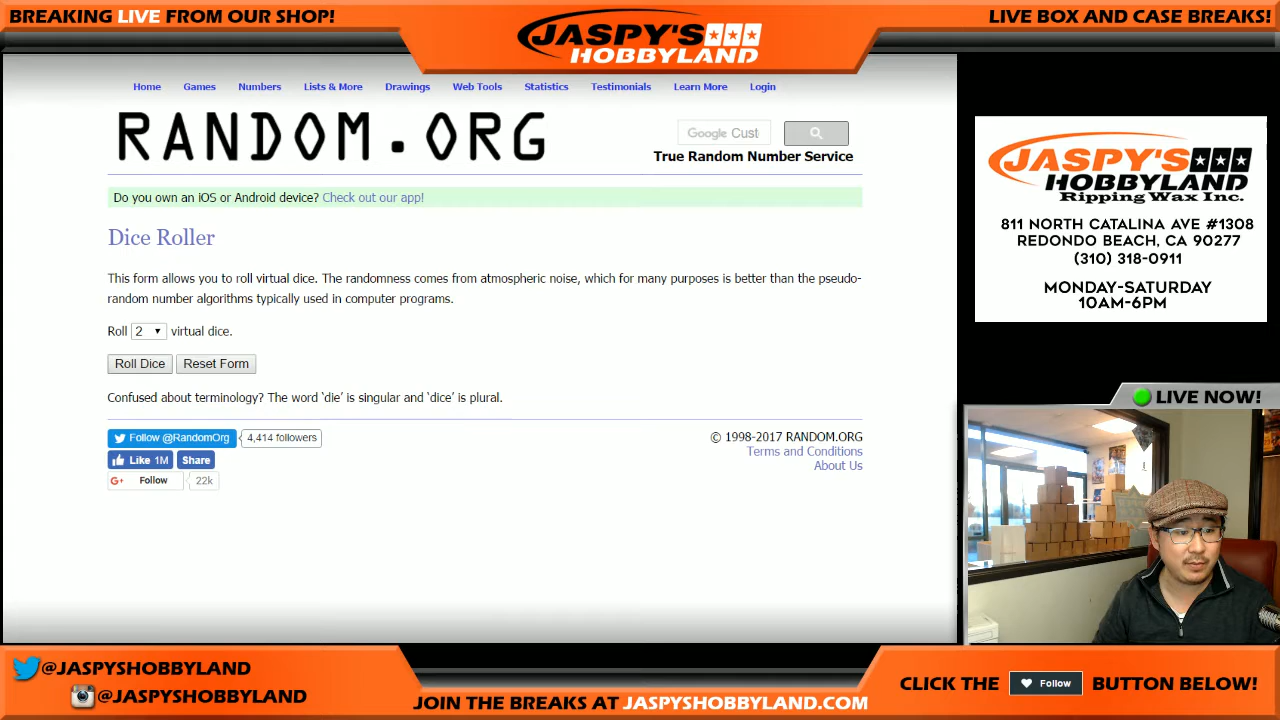 BREAKING LIVE FROM OUR SHOP!
JASPY'S
HOBBYLAND
LIVE BOX AND CASE BREAKS!
Home Games Numbers Lists & More Drawings Web Tools Statistics Testimonials Learn More Login
RANDOM.ORG
Google Cust
True Random Number Service
Do you own an iOS or Android device? Check out our app!
Dice Roller
This form allows you to roll virtual dice. The randomness comes from atmospheric noise, which for many purposes is better than the pseudo-
random number algorithms typically used in computer programs.
Roll 2 virtual dice.
Roll Dice Reset Form
Confused about terminology? The word ‘die’ is singular and ‘dice’ is plural.
Follow @RandomOrg 4,414 followers
Like 1M Share
G+ Follow 22k
© 1998-2017 RANDOM.ORG
Terms and Conditions
About Us
JASPY'S
HOBBYLAND
Ripping Wax Inc.
811 NORTH CATALINA AVE #1308
REDONDO BEACH, CA 90277
(310) 318-0911
MONDAY-SATURDAY
10AM-6PM
LIVE NOW!
@JASPYSHOBBYLAND
@JASPYSHOBBYLAND
JOIN THE BREAKS AT JASPYSHOBBYLAND.COM
CLICK THE Follow BUTTON BELOW!